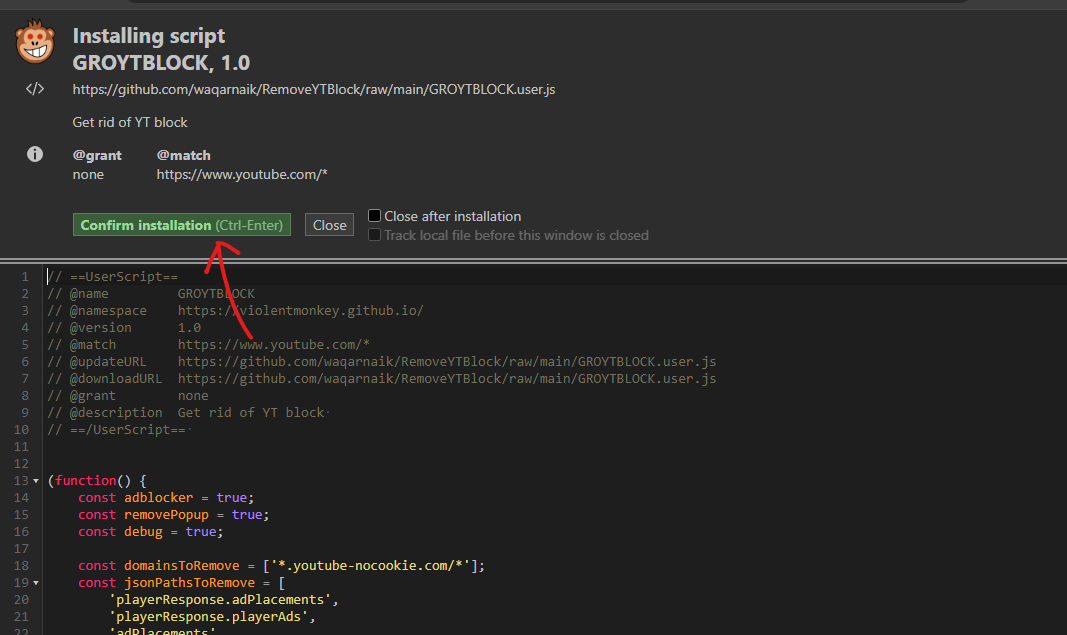 Installing script
GROYTBLOCK, 1.0
https://github.com/waqarnaik/RemoveYTBlock/raw/main/GROYTBLOCK.user.js
Get rid of YT block
@grant @match
none https://www.youtube.com/*
Confirm installation (Ctrl-Enter) Close Close after installation
Track local file before this window is closed
1 // ==UserScript==
2 // @name GROYTBLOCK
3 // @namespace https://violentmonkey.github.io/
4 // @version 1.0
5 // @match https://www.youtube.com/*
6 // @updateURL https://github.com/waqarnaik/RemoveYTBlock/raw/main/GROYTBLOCK.user.js
7 // @downloadURL https://github.com/waqarnaik/RemoveYTBlock/raw/main/GROYTBLOCK.user.js
8 // @grant none
9 // @description Get rid of YT block
10 // ==/UserScript==
11
12
13 (function() {
14 const adblocker = true;
15 const removePopup = true;
16 const debug = true;
17
18 const domainsToRemove = ['*.youtube-nocookie.com/*'];
19 const jsonPathsToRemove = [
20 'playerResponse.adPlacements',
21 'playerResponse.playerAds',
22 'adPlacements'